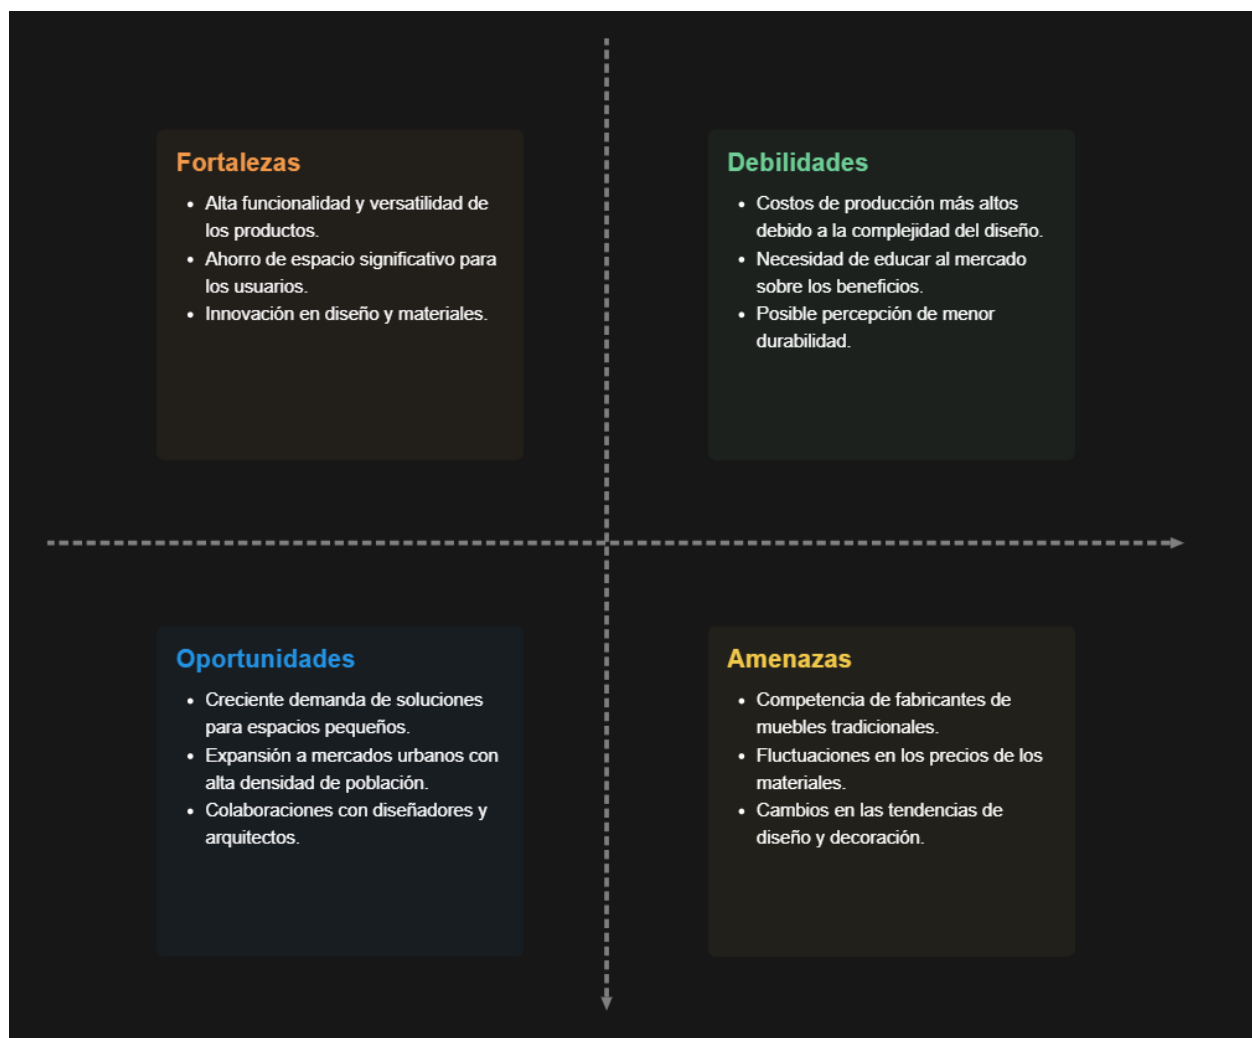 Fortalezas
• Alta funcionalidad y versatilidad de
los productos.
• Ahorro de espacio significativo para
los usuarios.
• Innovación en diseño y materiales.
Debilidades
• Costos de producción más altos
debido a la complejidad del diseño.
• Necesidad de educar al mercado
sobre los beneficios.
• Posible percepción de menor
durabilidad.
Oportunidades
• Creciente demanda de soluciones
para espacios pequeños.
• Expansión a mercados urbanos con
alta densidad de población.
• Colaboraciones con diseñadores y
arquitectos.
Amenazas
• Competencia de fabricantes de
muebles tradicionales.
• Fluctuaciones en los precios de los
materiales.
• Cambios en las tendencias de
diseño y decoración.